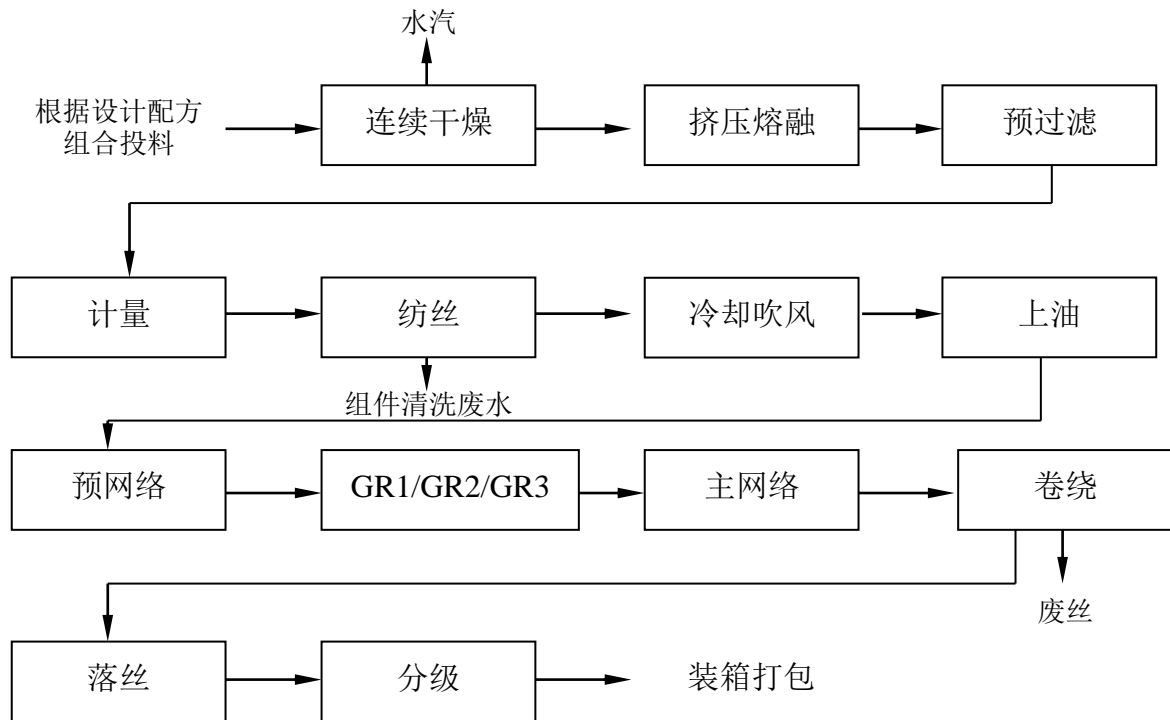 水汽
根据设计配方
组合投料
连续干燥
挤压熔融
预过滤
计量
纺丝
冷却吹风
上油
组件清洗废水
预网络
GR1/GR2/GR3
主网络
卷绕
废丝
落丝
分级
装箱打包